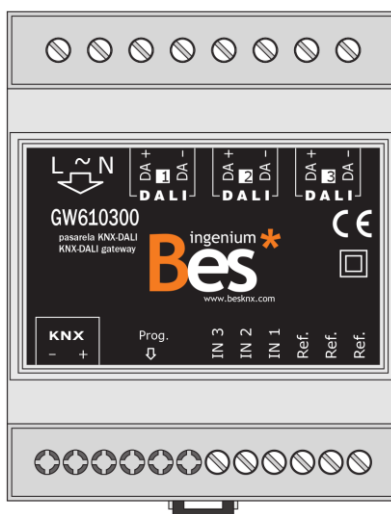 L ~ N
DA + 1 DA -
DALI
DA + 2 DA -
DALI
DA + 3 DA -
DALI
GW610300
pasarela KNX-DALI
KNX-DALI gateway
ingenium
Bes*
www.besknx.com
CE
KNX
- +
Prog.
IN 3
IN 2
IN 1
Ref.
Ref.
Ref.